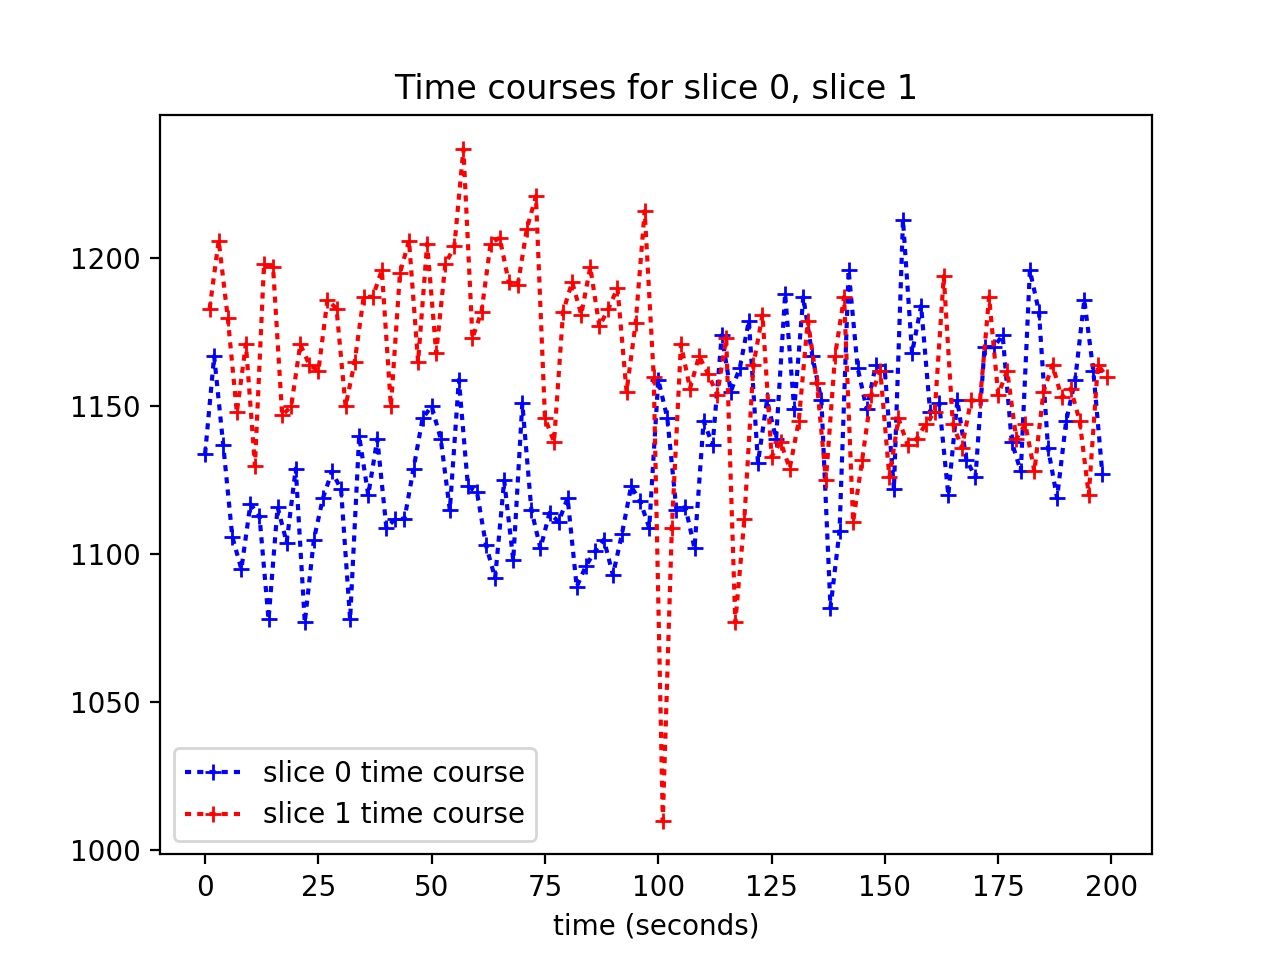 Time courses for slice 0, slice 1
1200
1150
1100
1050
1000
slice 0 time course
slice 1 time course
0 25 50 75 100 125 150 175 200
time (seconds)